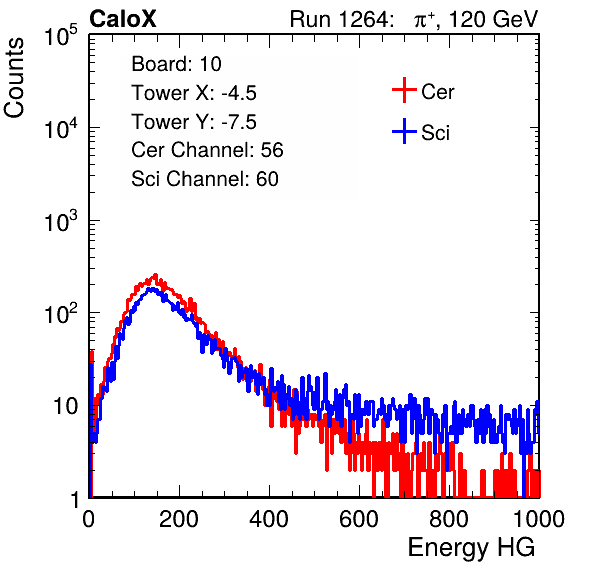 CaloX Run 1264: π⁺, 120 GeV
Counts
10⁵
10⁴
10³
10²
10
1
Board: 10
Tower X: -4.5
Tower Y: -7.5
Cer Channel: 56
Sci Channel: 60
Cer
Sci
0 200 400 600 800 1000
Energy HG